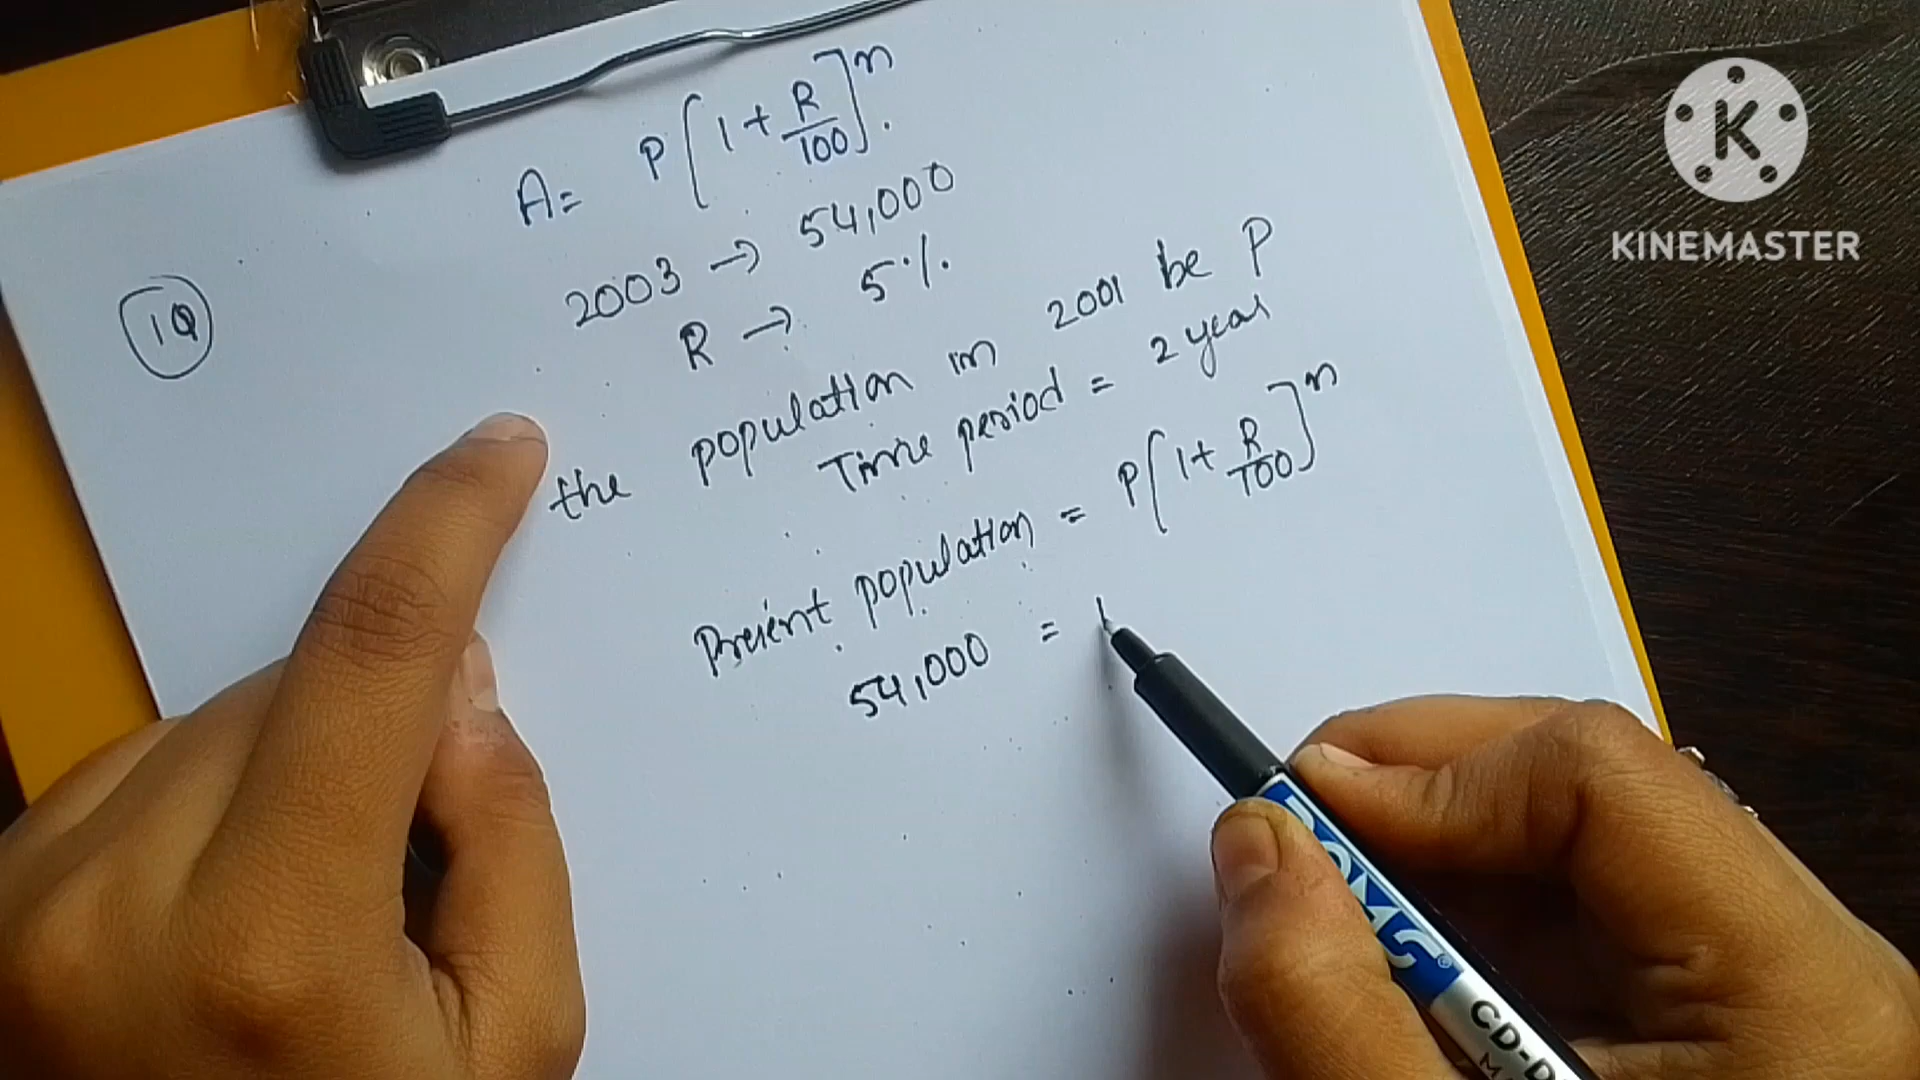 A = P[1 + R/100]^n.
2003 → 54,000
R → 5%
the population in 2001 be P
Time period = 2 year
Present population = P[1 + R/100]^n
54,000 =
KINEMASTER
CD-D